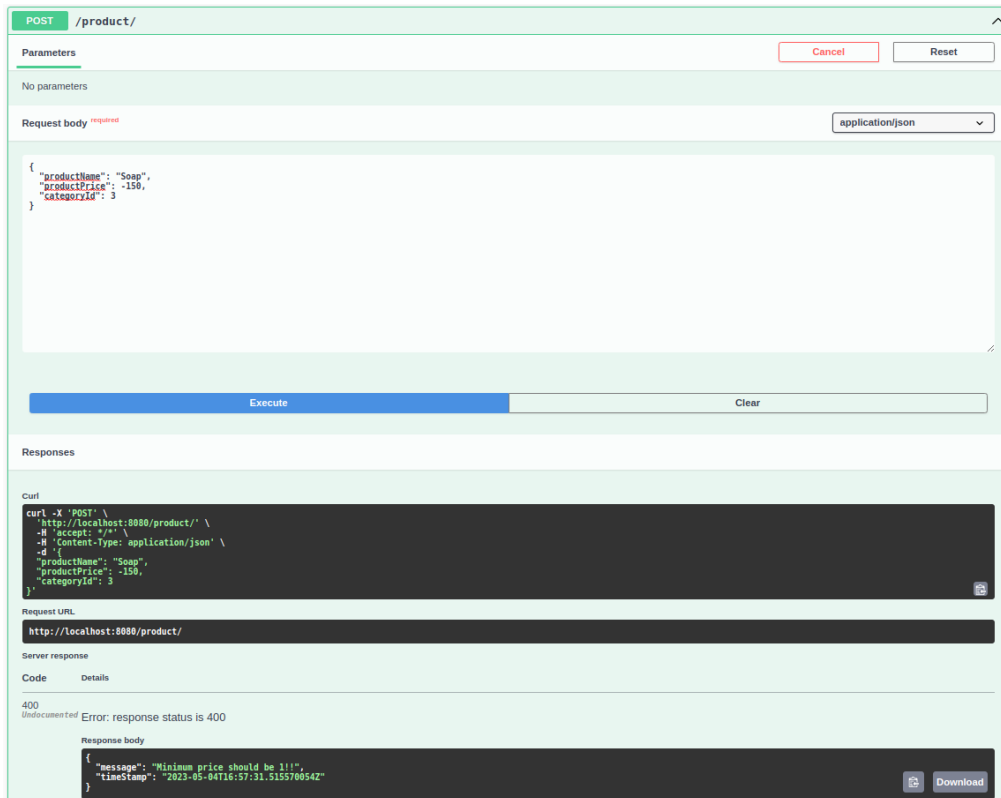 POST /product/
Parameters
Cancel
Reset
No parameters
Request body required
application/json
{
  "productName": "Soap",
  "productPrice": -150,
  "categoryId": 3
}
Execute
Clear
Responses
Curl
curl -X 'POST' \
  'http://localhost:8080/product/' \
  -H 'accept: */*' \
  -H 'Content-Type: application/json' \
  -d '{
  "productName": "Soap",
  "productPrice": -150,
  "categoryId": 3
}'
Request URL
http://localhost:8080/product/
Server response
Code Details
400
Undocumented Error: response status is 400
Response body
{
  "message": "Minimum price should be 1!!",
  "timeStamp": "2023-05-04T16:57:31.515570054Z"
}
Download